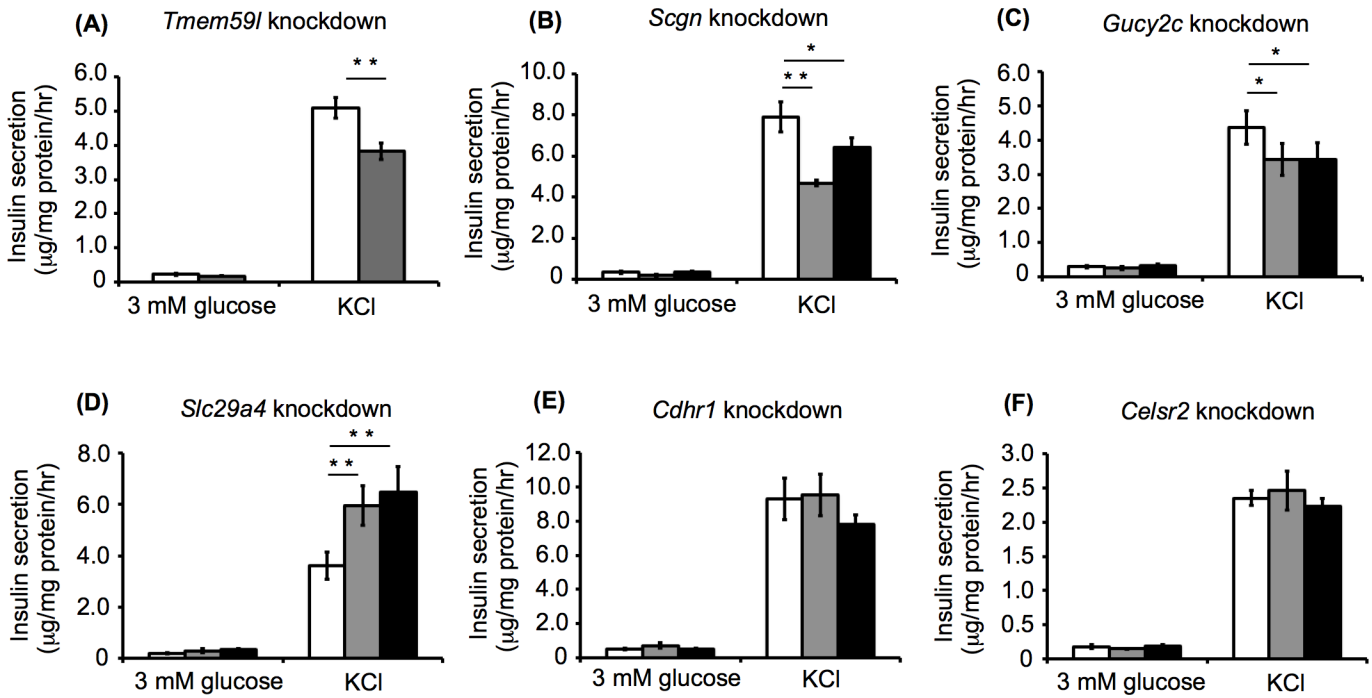 (A)
Tmem59l knockdown
Insulin secretion
(μg/mg protein/hr)
6.0
5.0
4.0
3.0
2.0
1.0
0
* *
3 mM glucose
KCl
(B)
Scgn knockdown
Insulin secretion
(μg/mg protein/hr)
10.0
8.0
6.0
4.0
2.0
0
*
* *
3 mM glucose
KCl
(C)
Gucy2c knockdown
Insulin secretion
(μg/mg protein/hr)
6.0
5.0
4.0
3.0
2.0
1.0
0
*
*
3 mM glucose
KCl
(D)
Slc29a4 knockdown
Insulin secretion
(μg/mg protein/hr)
8.0
6.0
4.0
2.0
0
* *
* *
3 mM glucose
KCl
(E)
Cdhr1 knockdown
Insulin secretion
(μg/mg protein/hr)
12.0
10.0
8.0
6.0
4.0
2.0
0
3 mM glucose
KCl
(F)
Celsr2 knockdown
Insulin secretion
(μg/mg protein/hr)
3.0
2.5
2.0
1.5
1.0
0.5
0
3 mM glucose
KCl